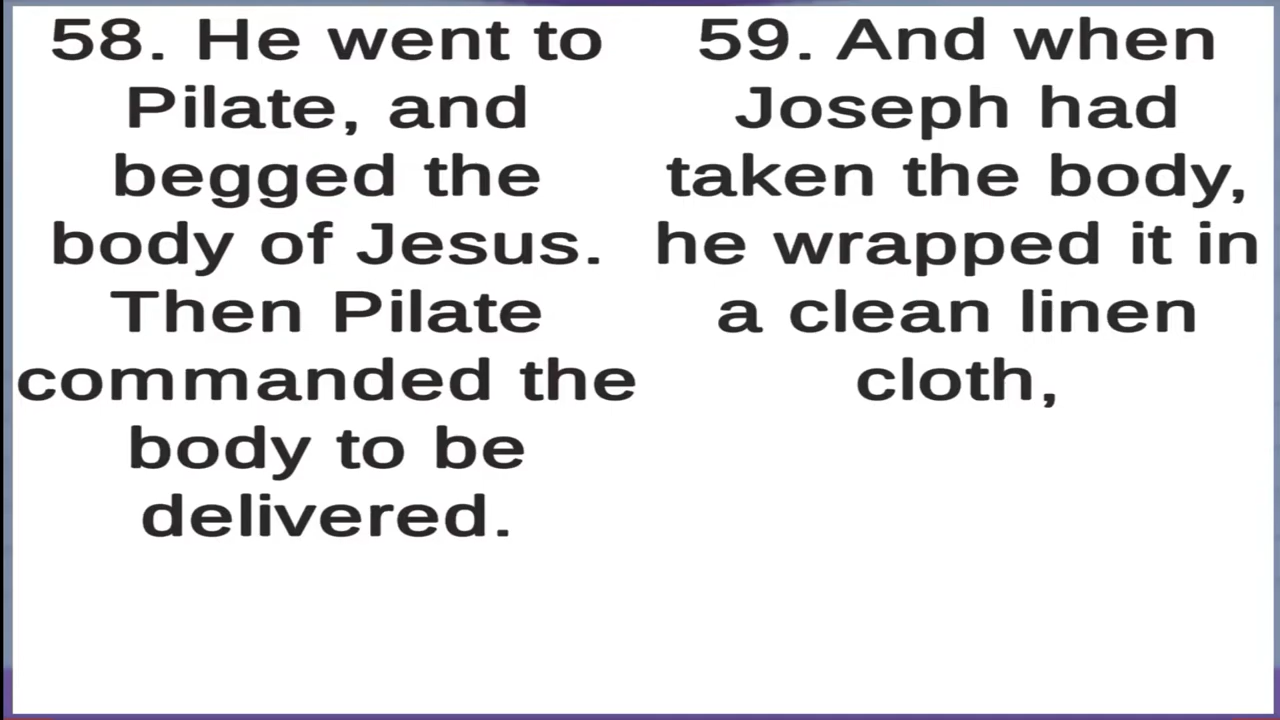 58. He went to
Pilate, and
begged the
body of Jesus.
Then Pilate
commanded the
body to be
delivered.
59. And when
Joseph had
taken the body,
he wrapped it in
a clean linen
cloth,